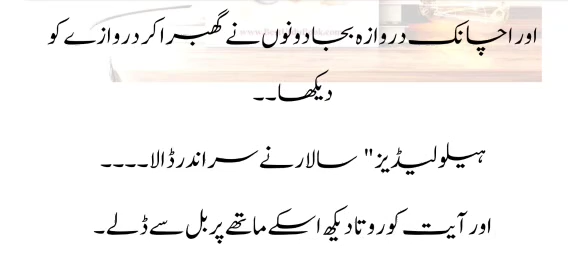 اور اچانک دروازہ بجا دونوں نے گھبرا کر دروازے کو
دیکھا۔۔
ہیلو لیڈیز" سالار نے سر اندر ڈالا۔۔۔۔
اور آیت کو روتا دیکھ اسکے ماتھے پر بل سے ڈلے۔